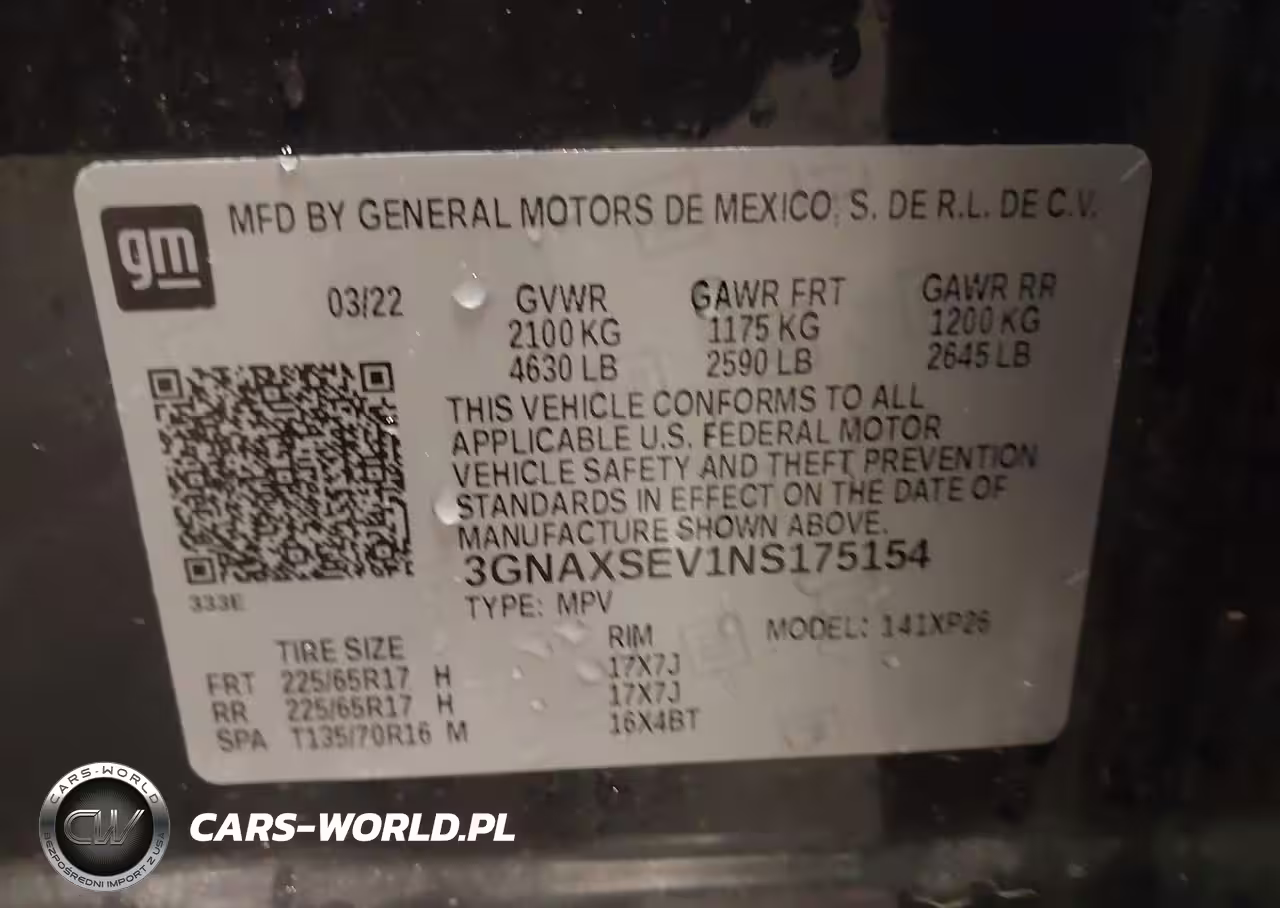 gm
MFD BY GENERAL MOTORS DE MEXICO, S. DE R.L. DE C.V.
03/22 GVWR GAWR FRT GAWR RR
2100 KG 1175 KG 1200 KG
4630 LB 2590 LB 2645 LB
THIS VEHICLE CONFORMS TO ALL
APPLICABLE U.S. FEDERAL MOTOR
VEHICLE SAFETY AND THEFT PREVENTION
STANDARDS IN EFFECT ON THE DATE OF
MANUFACTURE SHOWN ABOVE.
3GNAXSEV1NS175154
333E
TYPE: MPV
TIRE SIZE RIM MODEL: 141XP26
FRT 225/65R17 H 17X7J
RR 225/65R17 H 17X7J
SPA T135/70R16 M 16X4BT
CARS-WORLD
CW
BEZPOŚREDNI IMPORT Z USA
CARS-WORLD.PL